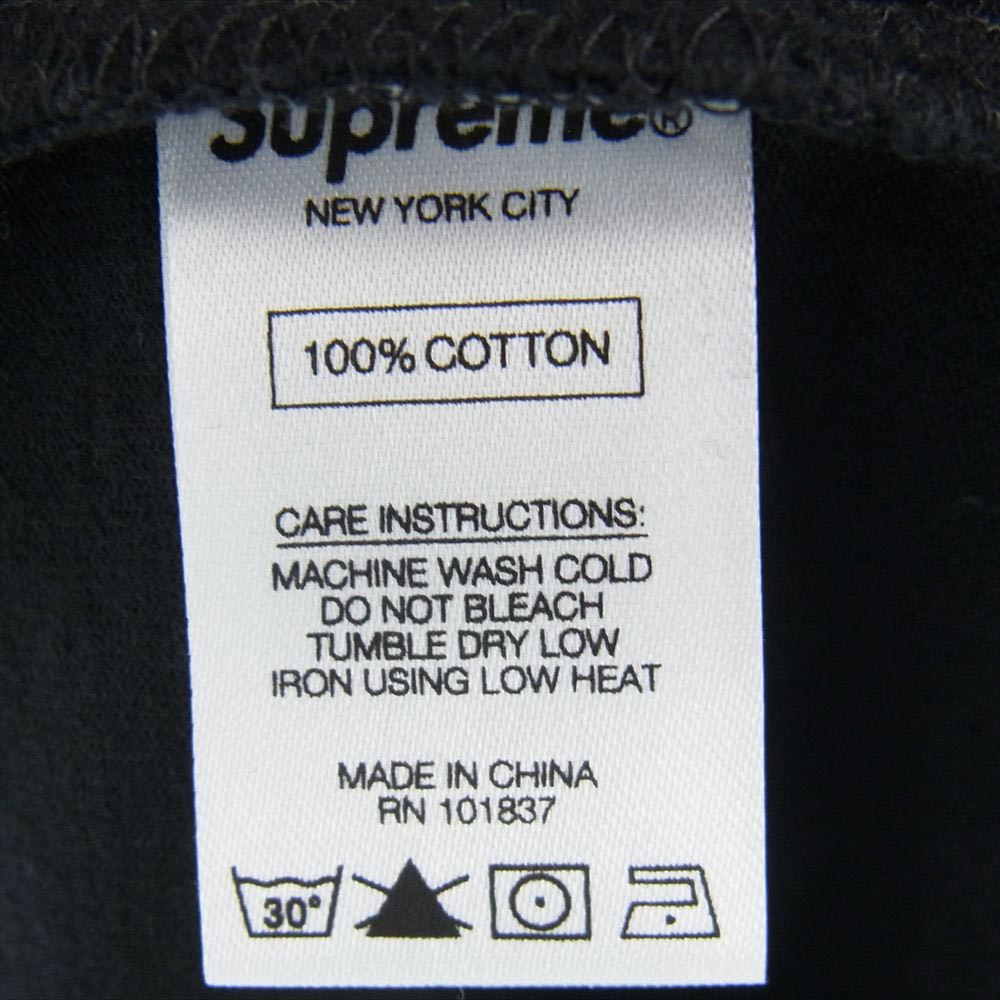 Supreme®
NEW YORK CITY
100% COTTON
CARE INSTRUCTIONS:
MACHINE WASH COLD
DO NOT BLEACH
TUMBLE DRY LOW
IRON USING LOW HEAT
MADE IN CHINA
RN 101837
30°